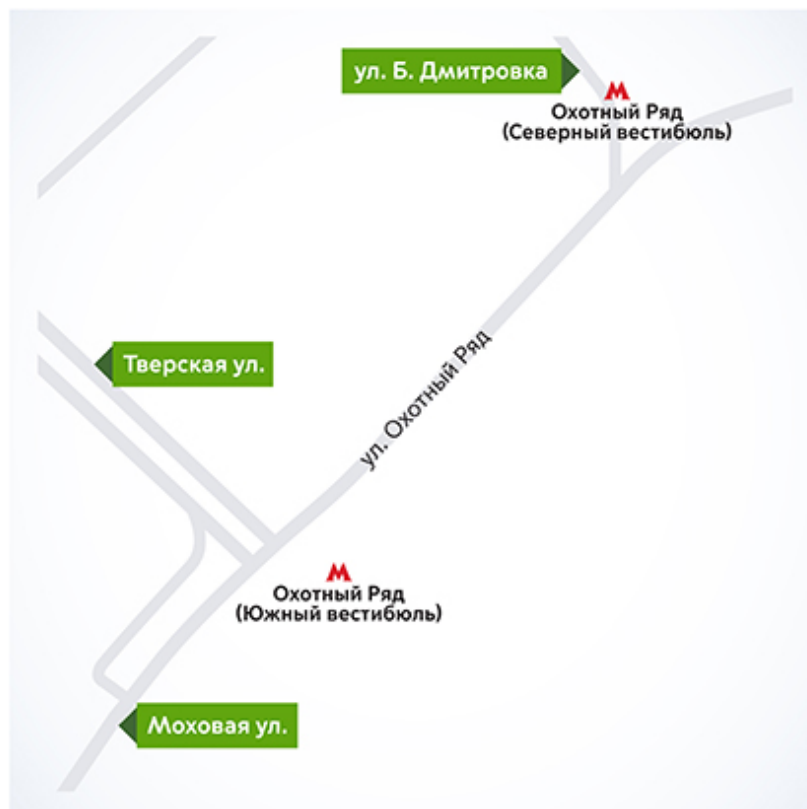 ул. Б. Дмитровка
М
Охотный Ряд
(Северный вестибюль)
ул. Охотный Ряд
Тверская ул.
М
Охотный Ряд
(Южный вестибюль)
Моховая ул.